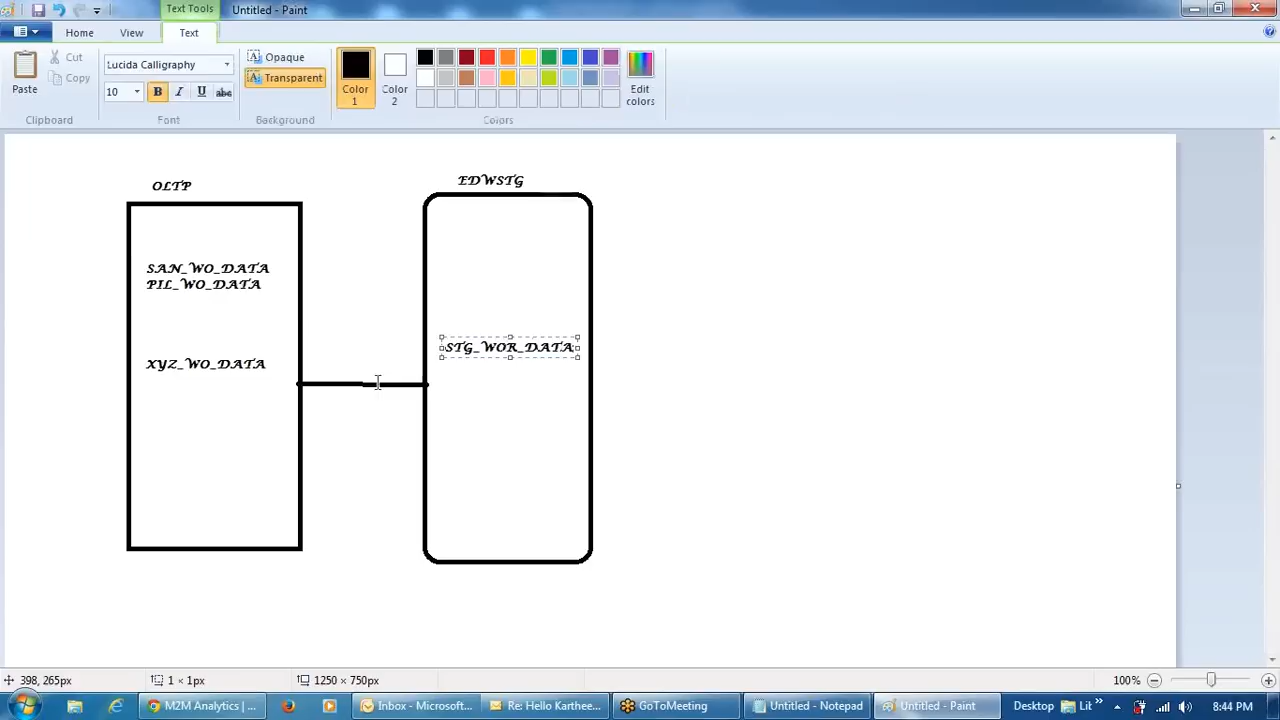 Text Tools
Untitled - Paint
Home
View
Text
Paste
Cut
Copy
Clipboard
Lucida Calligraphy
10
B
I
U
abc
Font
Opaque
Transparent
Background
Color
1
Color
2
Edit
colors
Colors
OLTP
EDWSTG
SAN_WO_DATA
PIL_WO_DATA
STG_WOR_DATA
XYZ_WO_DATA
398, 265px
1 × 1px
1250 × 750px
100%
M2M Analytics | ...
Inbox - Microsoft...
Re: Hello Karthee...
GoToMeeting
Untitled - Notepad
Untitled - Paint
Desktop
Lit
8:44 PM